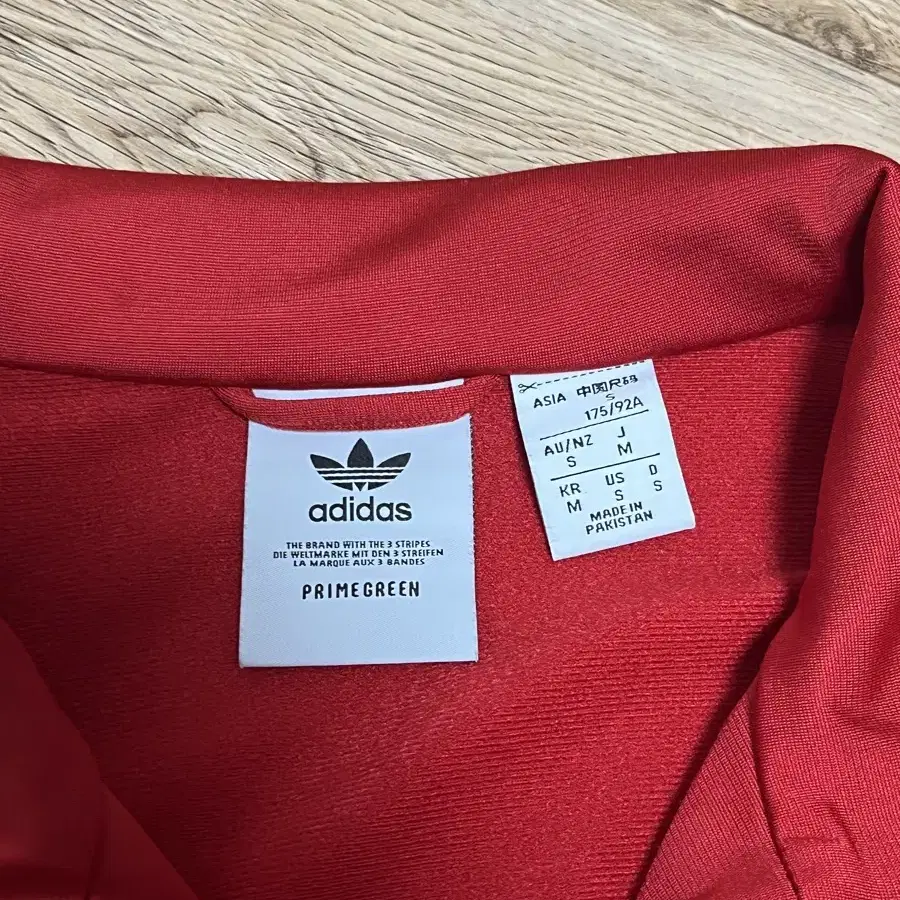 adidas
THE BRAND WITH THE 3 STRIPES
DIE WELTMARKE MIT DEN 3 STREIFEN
LA MARQUE AUX 3 BANDES
PRIMEGREEN
ASIA 中国尺码
S
175/92A
AU/NZ J
S M
KR US D
M S S
MADE IN
PAKISTAN